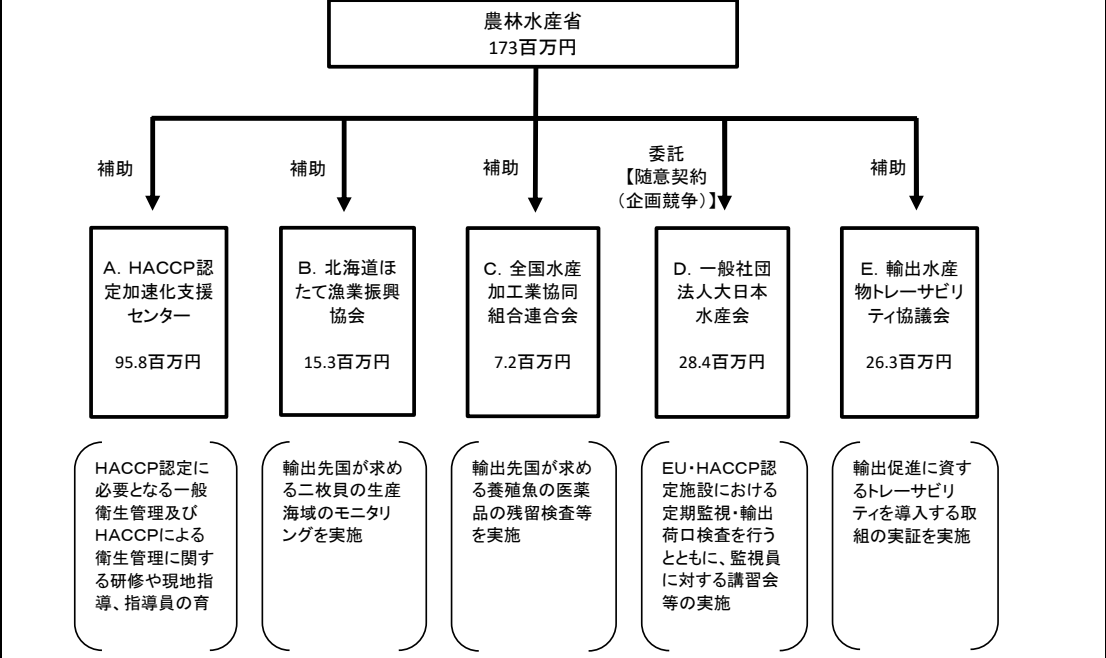 農林水産省
173百万円
補助
補助
補助
委託
【随意契約
（企画競争）】
補助
A．HACCP認
定加速化支援
センター
95.8百万円
B．北海道ほ
たて漁業振興
協会
15.3百万円
C．全国水産
加工業協同
組合連合会
7.2百万円
D．一般社団
法人大日本
水産会
28.4百万円
E．輸出水産
物トレーサビリ
ティ協議会
26.3百万円
HACCP認定に
必要となる一般
衛生管理及び
HACCPによる
衛生管理に関す
る研修や現地指
導、指導員の育
輸出先国が求め
る二枚貝の生産
海域のモニタリ
ングを実施
輸出先国が求め
る養殖魚の医薬
品の残留検査等
を実施
EU・HACCP認
定施設における
定期監視・輸出
荷口検査を行う
とともに、監視員
に対する講習会
等の実施
輸出促進に資す
るトレーサビリ
ティを導入する取
組の実証を実施